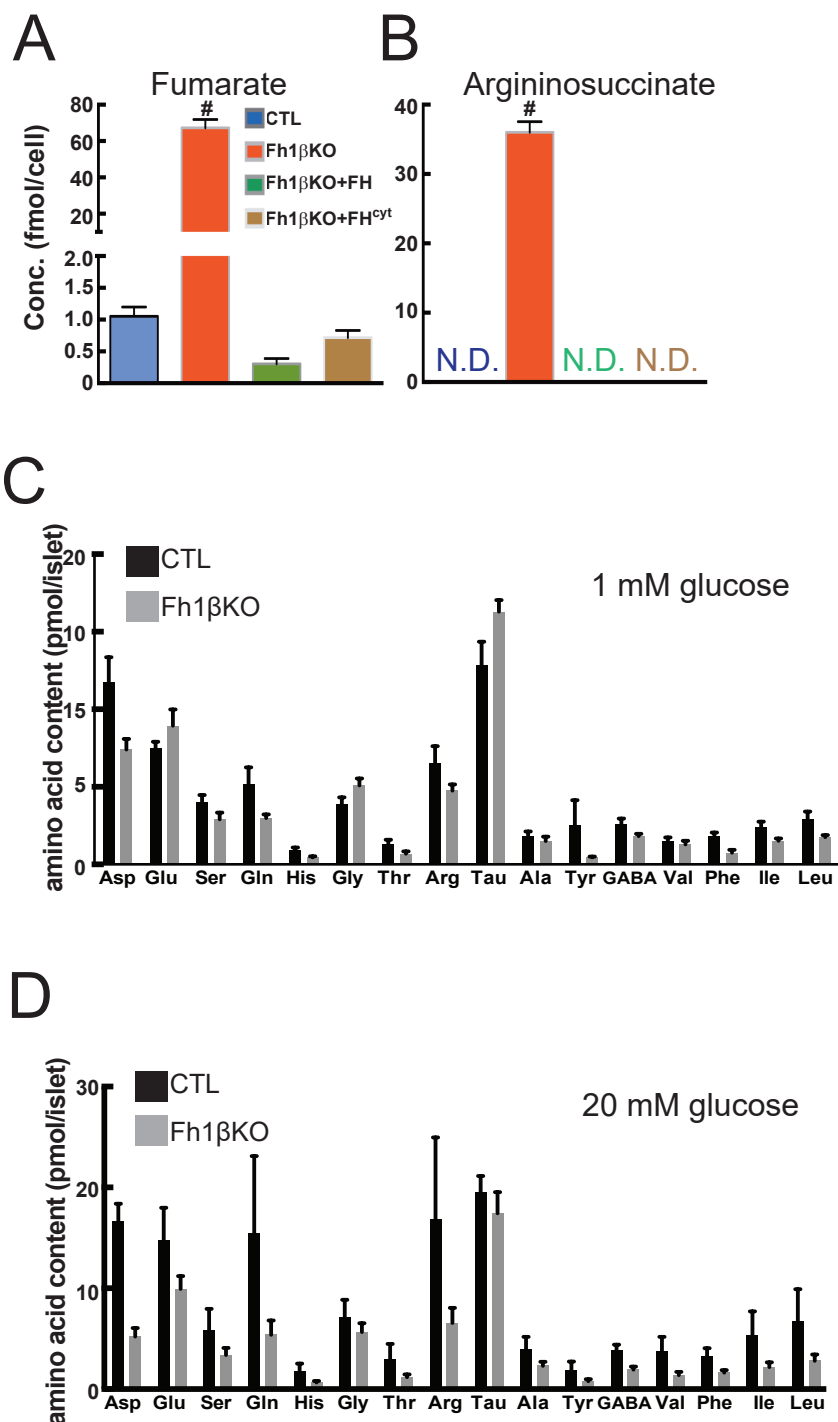 A
B
Fumarate
Argininosuccinate
Conc. (fmol/cell)
80
60
40
20
2.0
1.0
0.5
0
#
CTL
Fh1βKO
Fh1βKO+FH
Fh1βKO+FHcyt
40
30
20
10
0
#
N.D.
N.D. N.D.
C
amino acid content (pmol/islet)
20
10
15
5
0
CTL
Fh1βKO
1 mM glucose
Asp Glu Ser Gln His Gly Thr Arg Tau Ala Tyr GABA Val Phe Ile Leu
D
amino acid content (pmol/islet)
30
20
10
0
CTL
Fh1βKO
20 mM glucose
Asp Glu Ser Gln His Gly Thr Arg Tau Ala Tyr GABA Val Phe Ile Leu